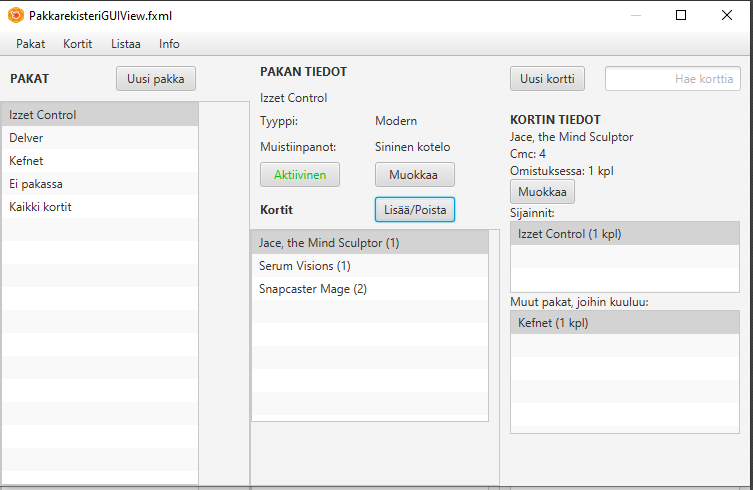 PakkarekisteriGUIView.fxml
Pakat Kortit Listaa Info
PAKAT
Uusi pakka
Izzet Control
Delver
Kefnet
Ei pakassa
Kaikki kortit
PAKAN TIEDOT
Izzet Control
Tyyppi: Modern
Muistiinpanot: Sininen kotelo
Aktiivinen Muokkaa
Kortit Lisää/Poista
Jace, the Mind Sculptor (1)
Serum Visions (1)
Snapcaster Mage (2)
Uusi kortti Hae korttia
KORTIN TIEDOT
Jace, the Mind Sculptor
Cmc: 4
Omistuksessa: 1 kpl
Muokkaa
Sijainnit:
Izzet Control (1 kpl)
Muut pakat, joihin kuuluu:
Kefnet (1 kpl)